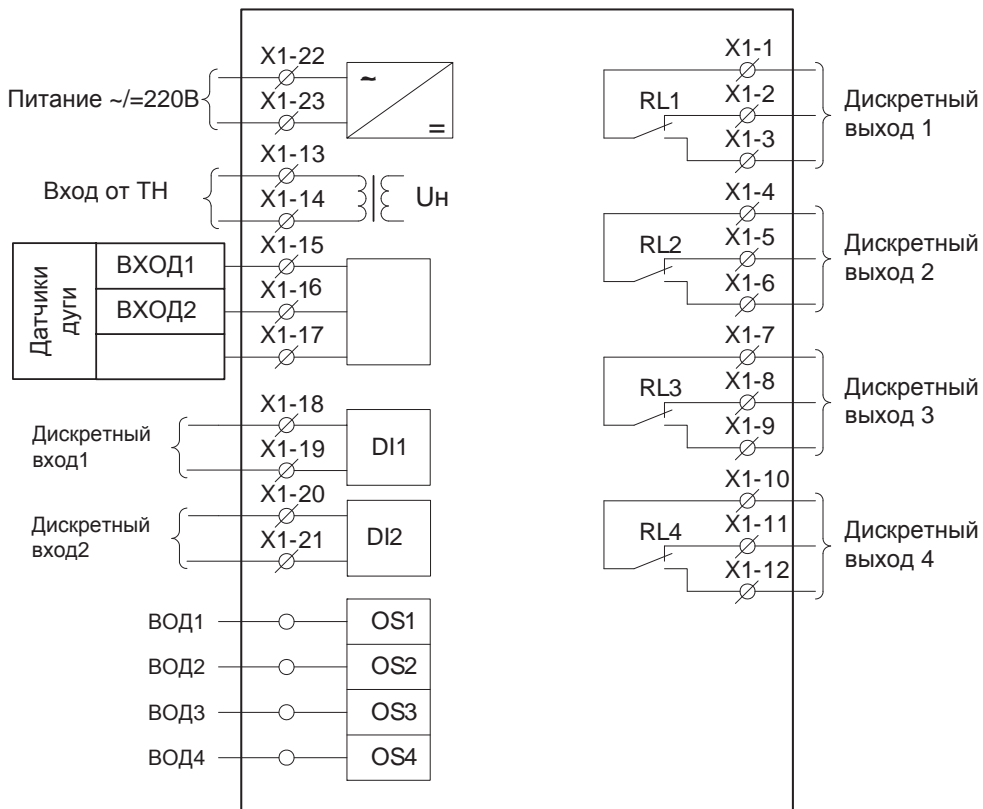 X1-22
~
Питание ~/=220В
X1-23
=
X1-13
Вход от ТН
X1-14
Uн
Датчики
дуги
ВХОД1
X1-15
ВХОД2
X1-16
X1-17
X1-18
Дискретный
вход1
X1-19
DI1
X1-20
Дискретный
вход2
X1-21
DI2
ВОД1
OS1
ВОД2
OS2
ВОД3
OS3
ВОД4
OS4
X1-1
RL1
X1-2
X1-3
Дискретный
выход 1
X1-4
RL2
X1-5
X1-6
Дискретный
выход 2
X1-7
RL3
X1-8
X1-9
Дискретный
выход 3
X1-10
RL4
X1-11
X1-12
Дискретный
выход 4